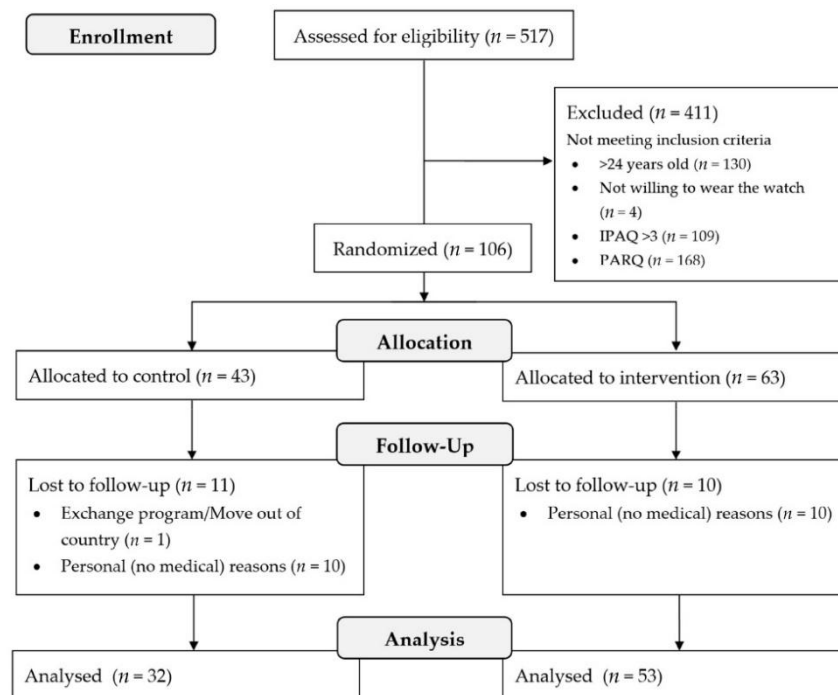 Enrollment
Assessed for eligibility (n = 517)
Excluded (n = 411)
Not meeting inclusion criteria
• >24 years old (n = 130)
• Not willing to wear the watch
(n = 4)
• IPAQ >3 (n = 109)
• PARQ (n = 168)
Randomized (n = 106)
Allocation
Allocated to control (n = 43)
Allocated to intervention (n = 63)
Follow-Up
Lost to follow-up (n = 11)
• Exchange program/Move out of
country (n = 1)
• Personal (no medical) reasons (n = 10)
Lost to follow-up (n = 10)
• Personal (no medical) reasons (n = 10)
Analysis
Analysed (n = 32)
Analysed (n = 53)